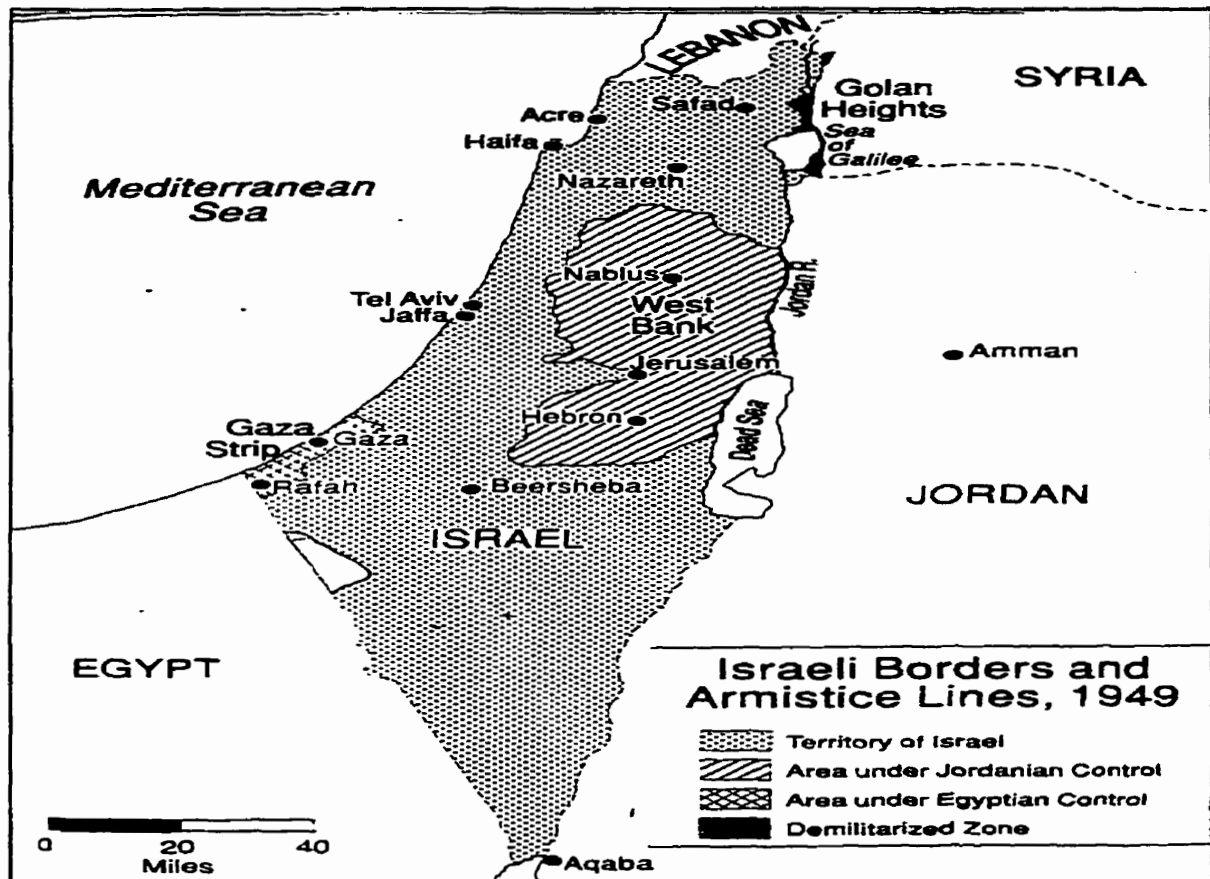 LEBANON
SYRIA
Golan
Heights
Safad
Acre
Haifa
Sea
of
Galilee
Nazareth
Mediterranean
Sea
Nablus
West
Bank
Jordan R.
Tel Aviv
Jaffa
Amman
Jerusalem
Hebron
Dead Sea
Gaza
Strip
Gaza
Rafah
Beersheba
JORDAN
ISRAEL
EGYPT
Israeli Borders and
Armistice Lines, 1949
Territory of Israel
Area under Jordanian Control
Area under Egyptian Control
Demilitarized Zone
0 20 40
Miles
Aqaba